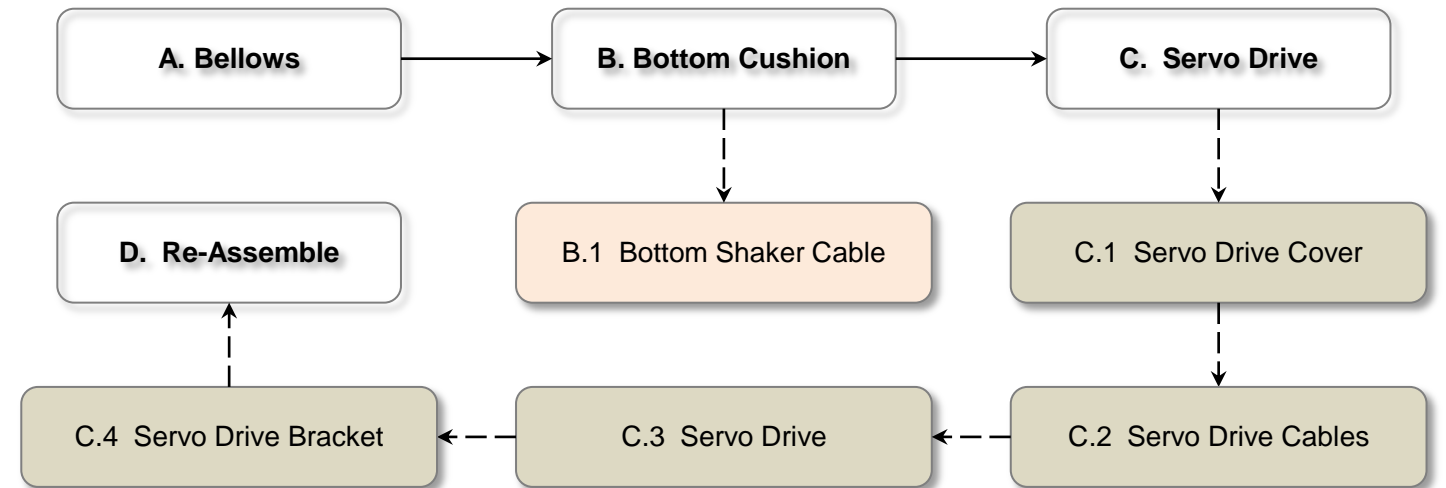 A. Bellows
B. Bottom Cushion
C. Servo Drive
D. Re-Assemble
B.1 Bottom Shaker Cable
C.1 Servo Drive Cover
C.4 Servo Drive Bracket
C.3 Servo Drive
C.2 Servo Drive Cables